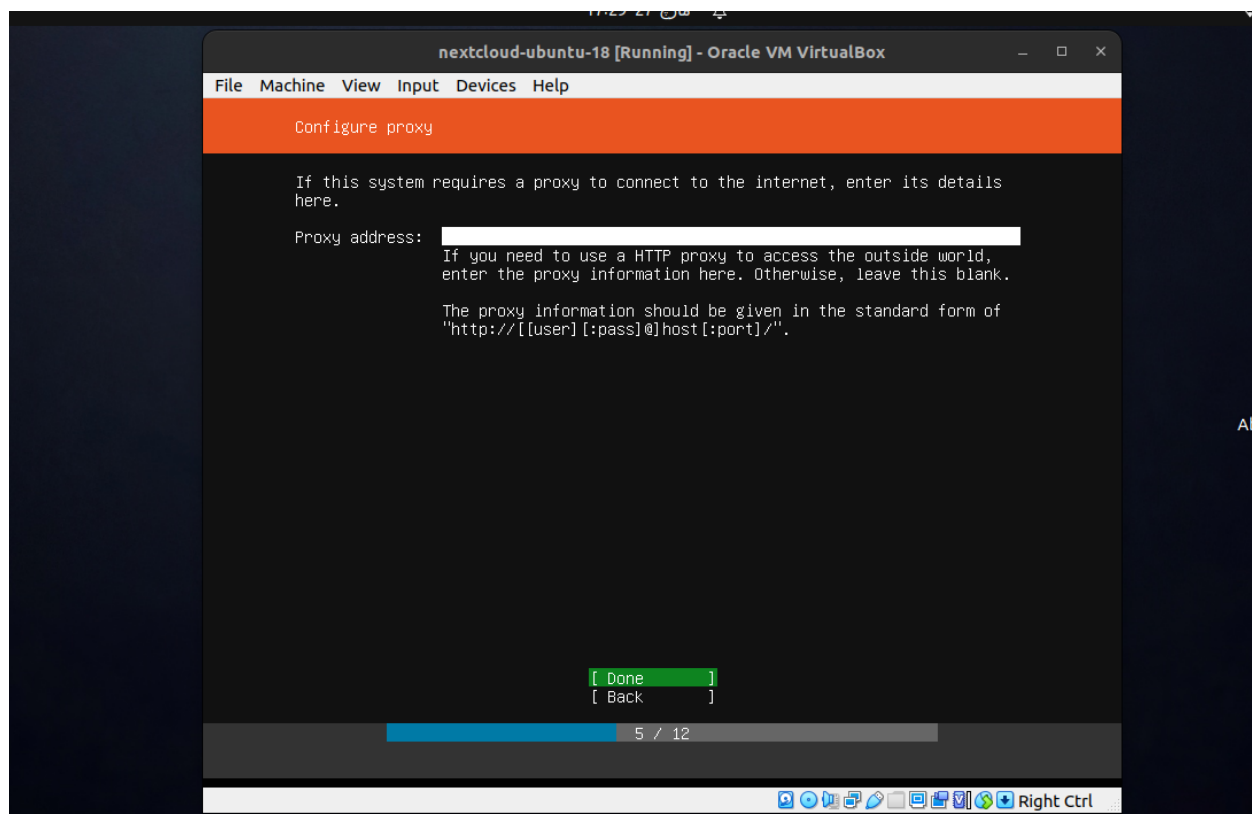 nextcloud-ubuntu-18 [Running] - Oracle VM VirtualBox
File Machine View Input Devices Help
Configure proxy
If this system requires a proxy to connect to the internet, enter its details
here.
Proxy address:
If you need to use a HTTP proxy to access the outside world,
enter the proxy information here. Otherwise, leave this blank.
The proxy information should be given in the standard form of
"http://[[user][:pass]@]host[:port]/".
[ Done ]
[ Back ]
5 / 12
Right Ctrl